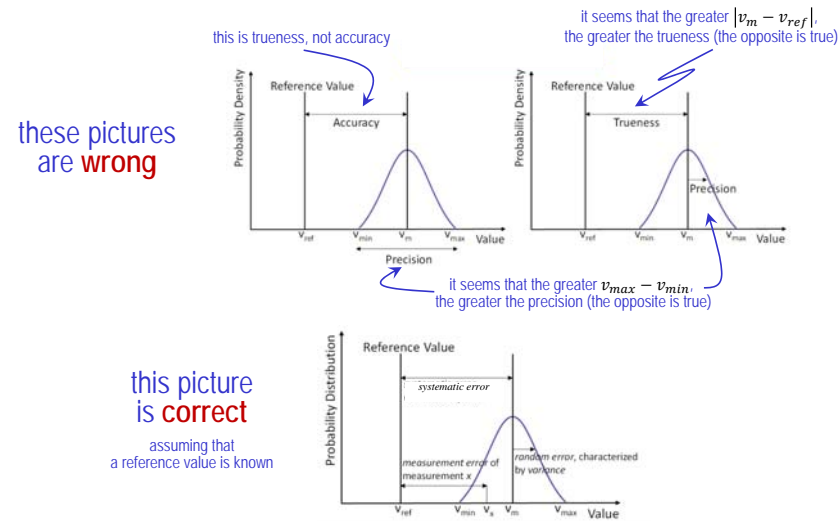 it seems that the greater |v_m − v_ref|,
the greater the trueness (the opposite is true)
this is trueness, not accuracy
these pictures
are wrong
Reference Value
Accuracy
Probability Density
V_ref V_min V_m V_max Value
Precision
Reference Value
Trueness
Precision
Probability Density
V_ref V_min V_m V_max Value
it seems that the greater v_max − v_min,
the greater the precision (the opposite is true)
this picture
is correct
assuming that
a reference value is known
Reference Value
systematic error
Probability Distribution
measurement error of
measurement x
random error, characterized
by variance
V_ref V_min V_x V_m V_max Value